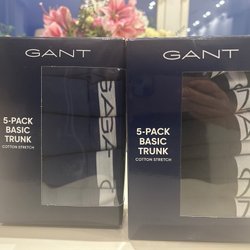 GANT
5-PACK
BASIC
TRUNK
COTTON STRETCH
GANT
5-PACK
BASIC
TRUNK
COTTON STRETCH